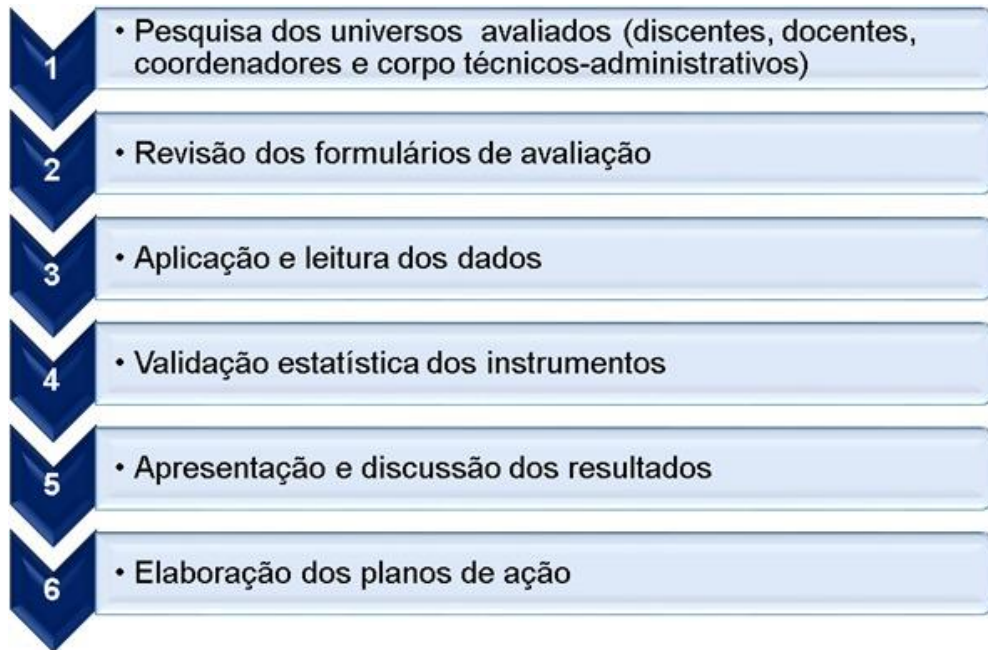 1
• Pesquisa dos universos avaliados (discentes, docentes,
coordenadores e corpo técnicos-administrativos)
2
• Revisão dos formulários de avaliação
3
• Aplicação e leitura dos dados
4
• Validação estatística dos instrumentos
5
• Apresentação e discussão dos resultados
6
• Elaboração dos planos de ação